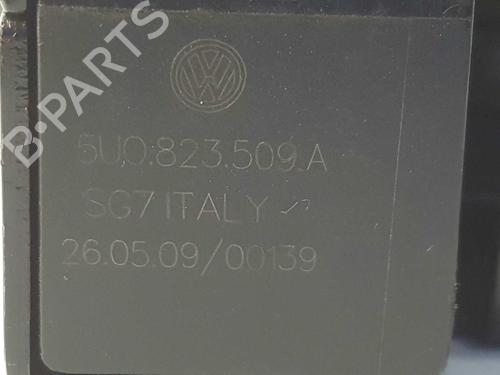 B-PARTS
VW
5U0.823.509.A
SG7 ITALY
26.05.09/00139